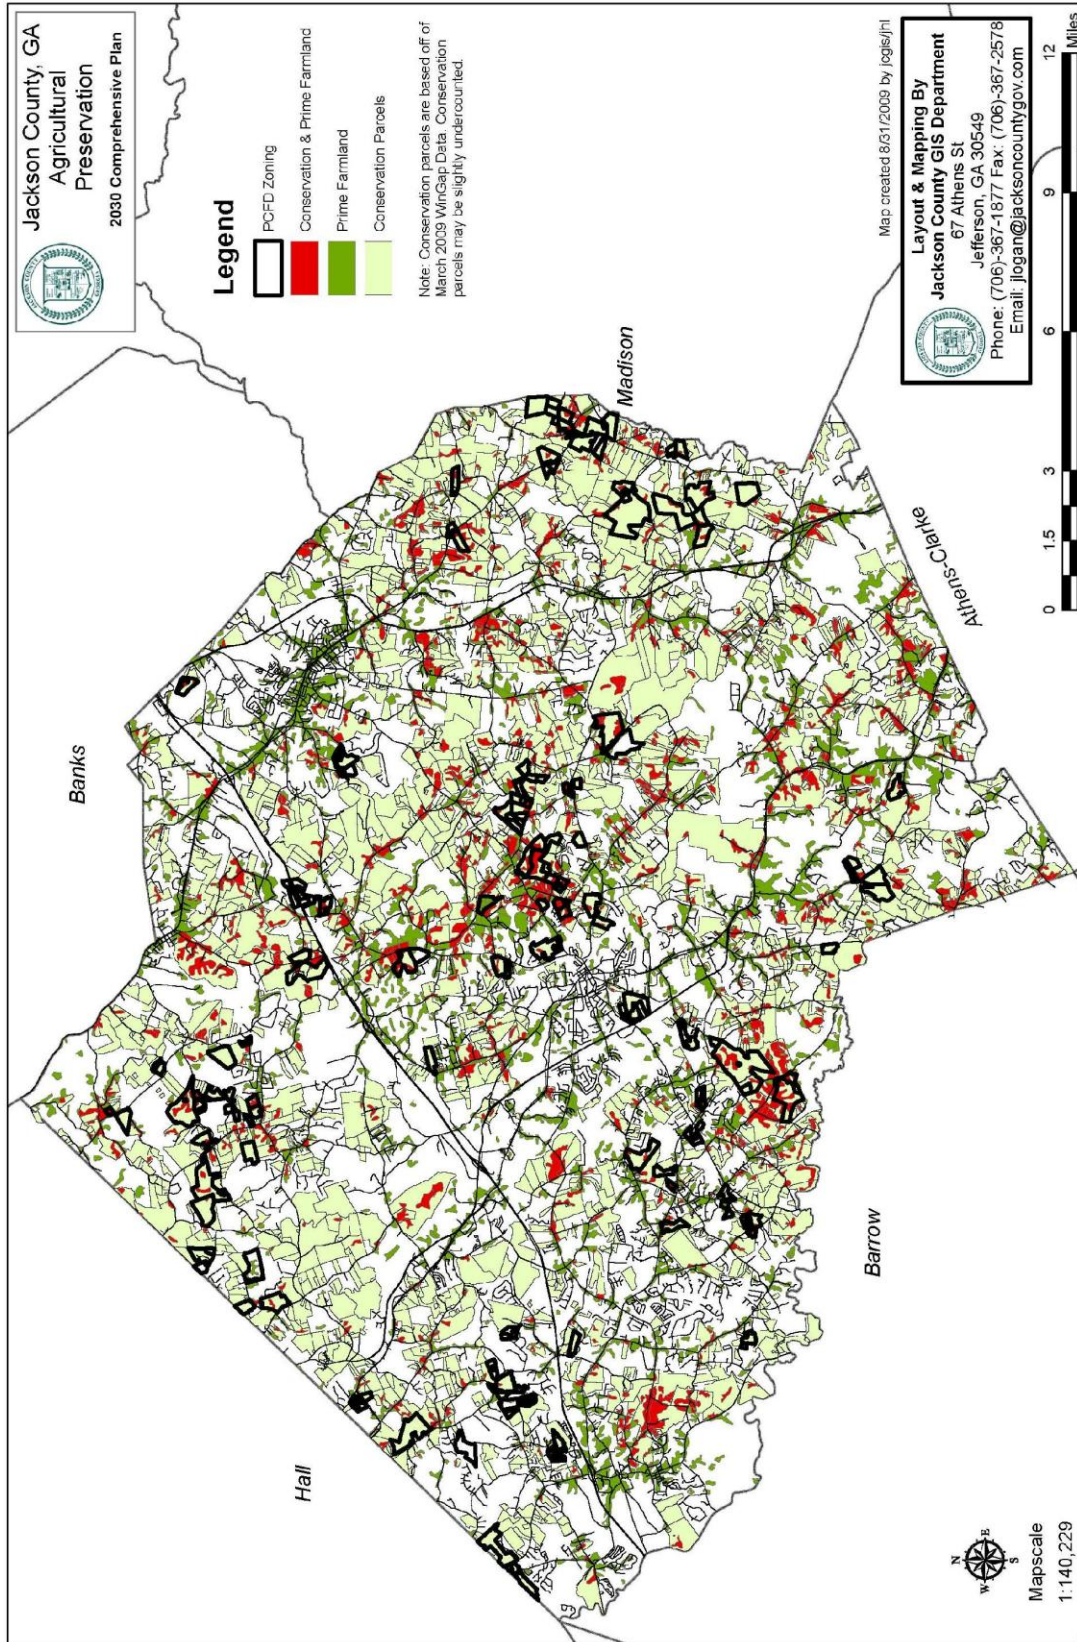 Jackson County, GA
Agricultural
Preservation
2030 Comprehensive Plan
Legend
PCFD Zoning
Conservation & Prime Farmland
Prime Farmland
Conservation Parcels
Note: Conservation parcels are based off of
March 2009 WinGap Data. Conservation
parcels may be slightly undercounted.
Banks
Hall
Madison
Barrow
Athens-Clarke
Map created 8/31/2009 by jogis/jhl
Layout & Mapping By
Jackson County GIS Department
67 Athens St
Jefferson, GA 30549
Phone: (706)-367-1877 Fax: (706)-367-2578
Email: jlogan@jacksoncountygov.com
N
W E
S
Mapscale
1:140,229
0 1.5 3 6 9 12
Miles